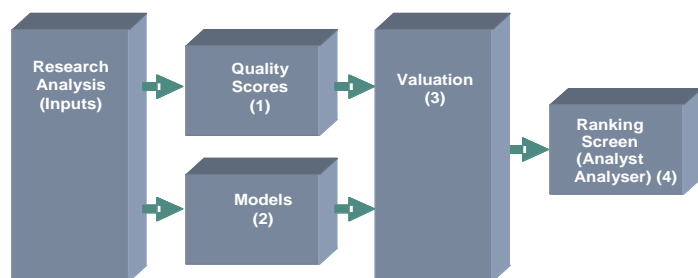 Research
Analysis
(Inputs)
Quality
Scores
(1)
Models
(2)
Valuation
(3)
Ranking
Screen
(Analyst
Analyser) (4)